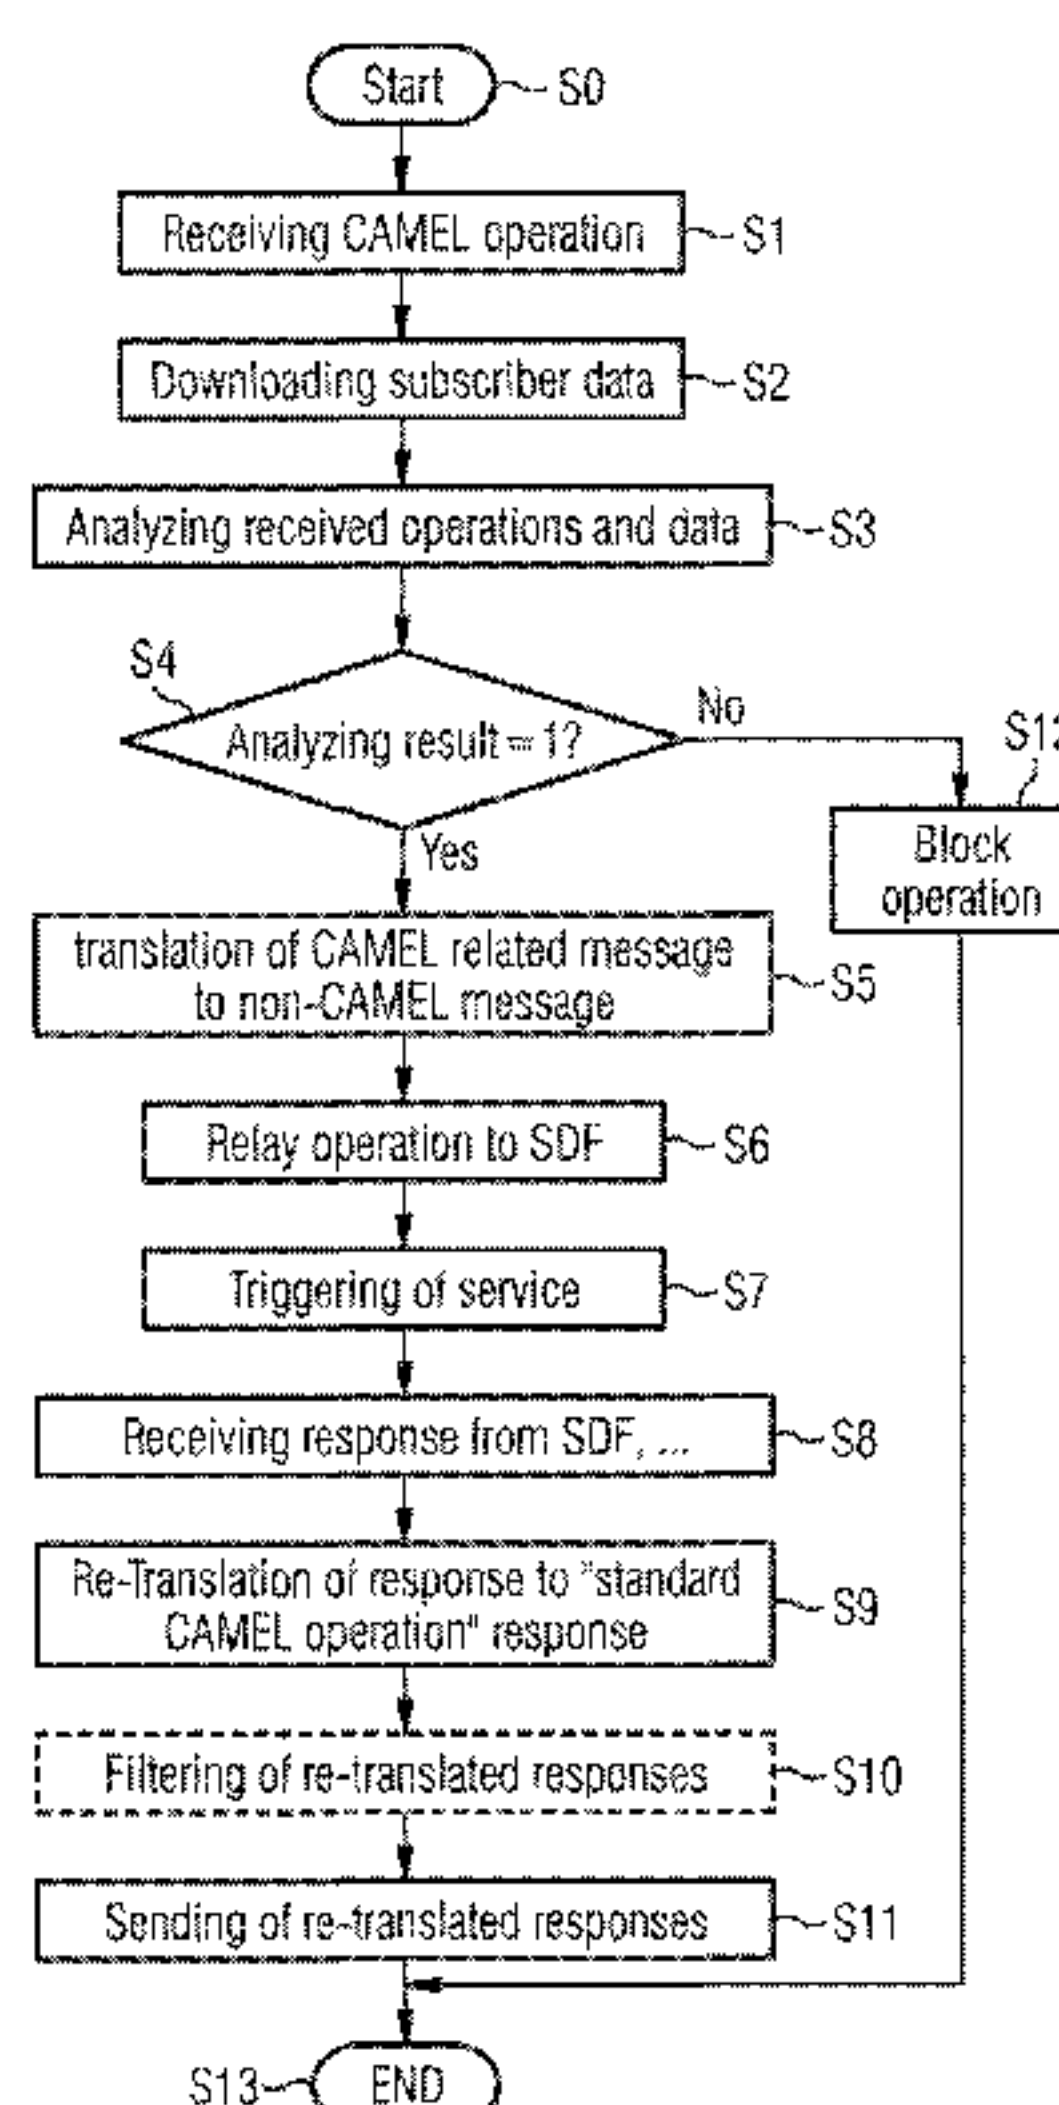 Start
S0
Receiving CAMEL operation
S1
Downloading subscriber data
S2
Analyzing received operations and data
S3
S4
Analyzing result = 1?
No
S12
Yes
Block
operation
translation of CAMEL related message
to non-CAMEL message
S5
Relay operation to SDF
S6
Triggering of service
S7
Receiving response from SDF, ...
S8
Re-Translation of response to "standard
CAMEL operation" response
S9
Filtering of re-translated responses
S10
Sending of re-translated responses
S11
S13
END